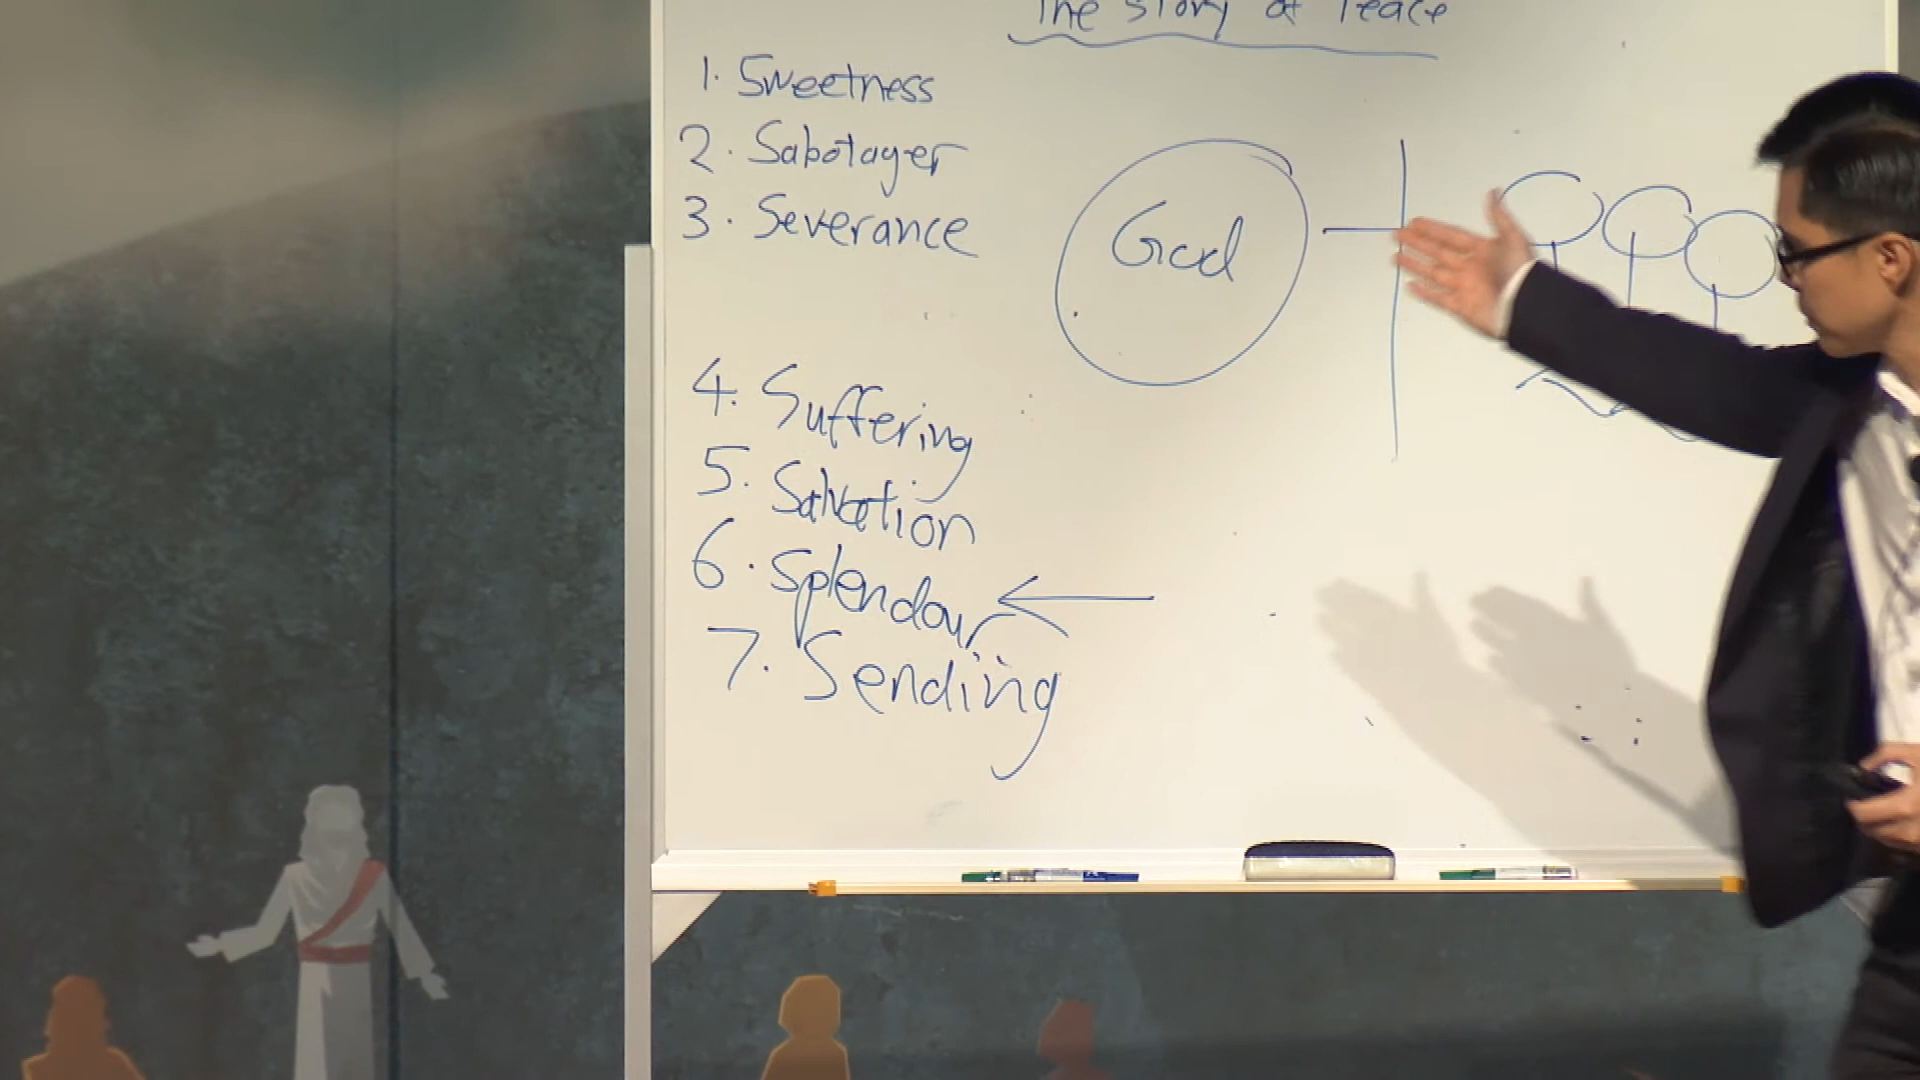 The Story of Peace
1. Sweetness
2. Sabotager
3. Severance
God
4. Suffering
5. Salvation
6. Splendour
7. Sending